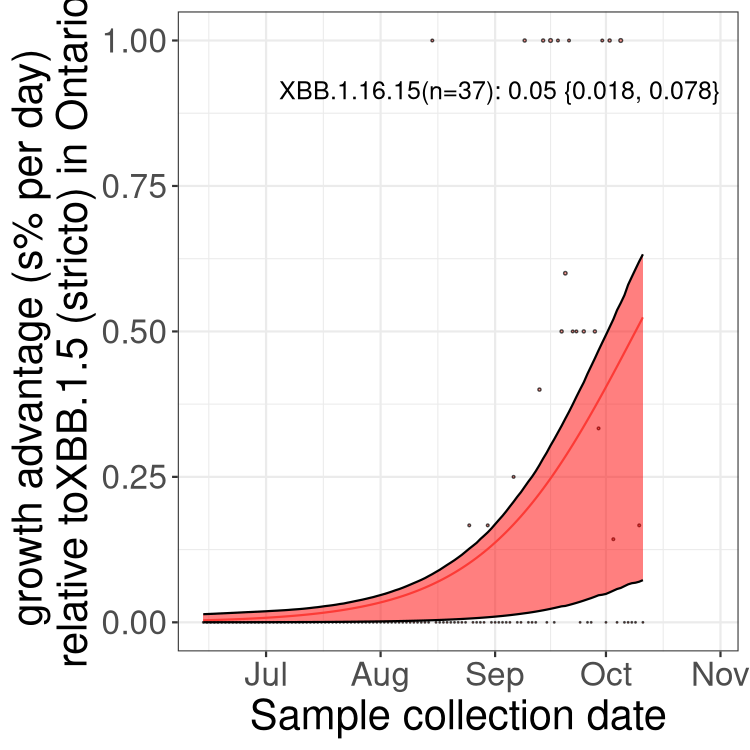 growth advantage (s% per day)
relative toXBB.1.5 (stricto) in Ontario
1.00
0.75
0.50
0.25
0.00
XBB.1.16.15(n=37): 0.05 {0.018, 0.078}
Jul Aug Sep Oct Nov
Sample collection date